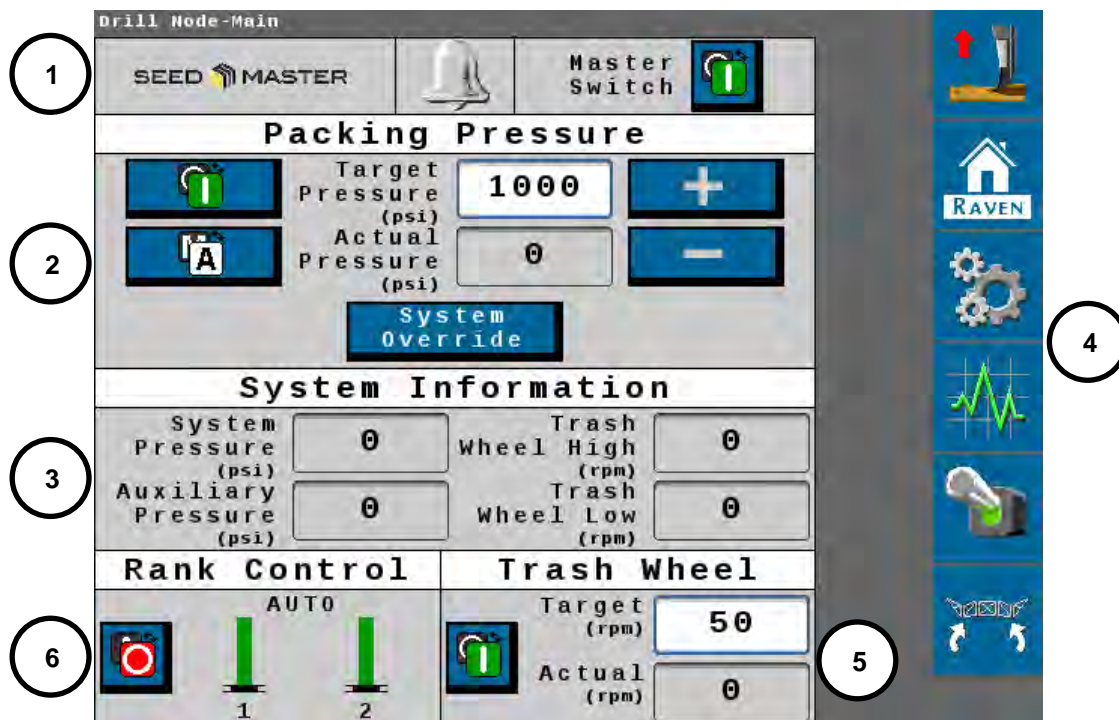 Drill Node-Main
1
SEED MASTER
Master
Switch
Packing Pressure
Target
Pressure
(psi)
1000
+
2
A
Actual
Pressure
(psi)
0
−
System
Override
RAVEN
4
System Information
3
System
Pressure
(psi)
0
Trash
Wheel High
(rpm)
0
Auxiliary
Pressure
(psi)
0
Trash
Wheel Low
(rpm)
0
Rank Control
Trash Wheel
6
AUTO
1
2
Target
(rpm)
50
5
Actual
(rpm)
0